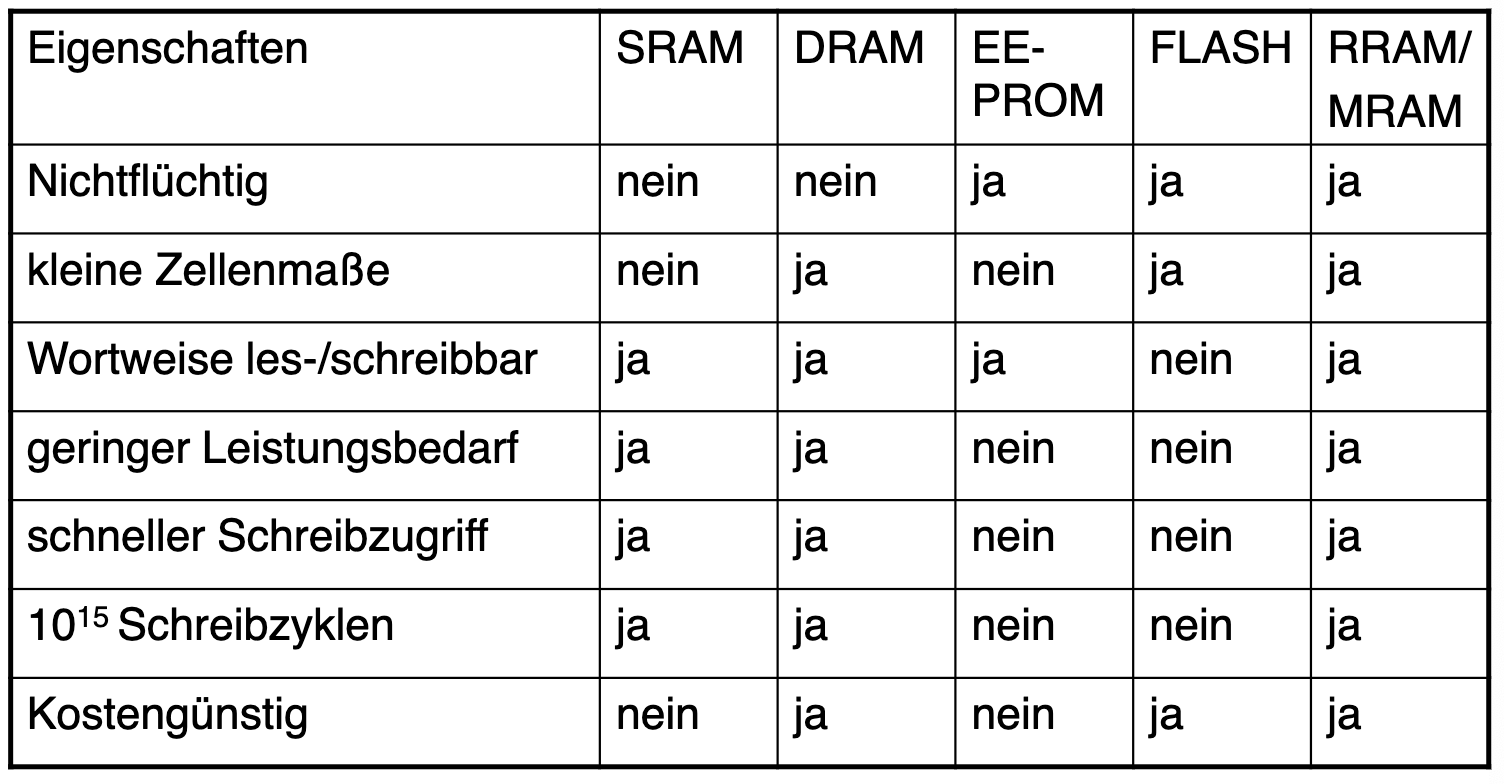 Eigenschaften SRAM DRAM EE- FLASH RRAM/
PROM MRAM
Nichtflüchtig nein nein ja ja ja
kleine Zellenmaße nein ja nein ja ja
Wortweise les-/schreibbar ja ja ja nein ja
geringer Leistungsbedarf ja ja nein nein ja
schneller Schreibzugriff ja ja nein nein ja
10¹⁵ Schreibzyklen ja ja nein nein ja
Kostengünstig nein ja nein ja ja